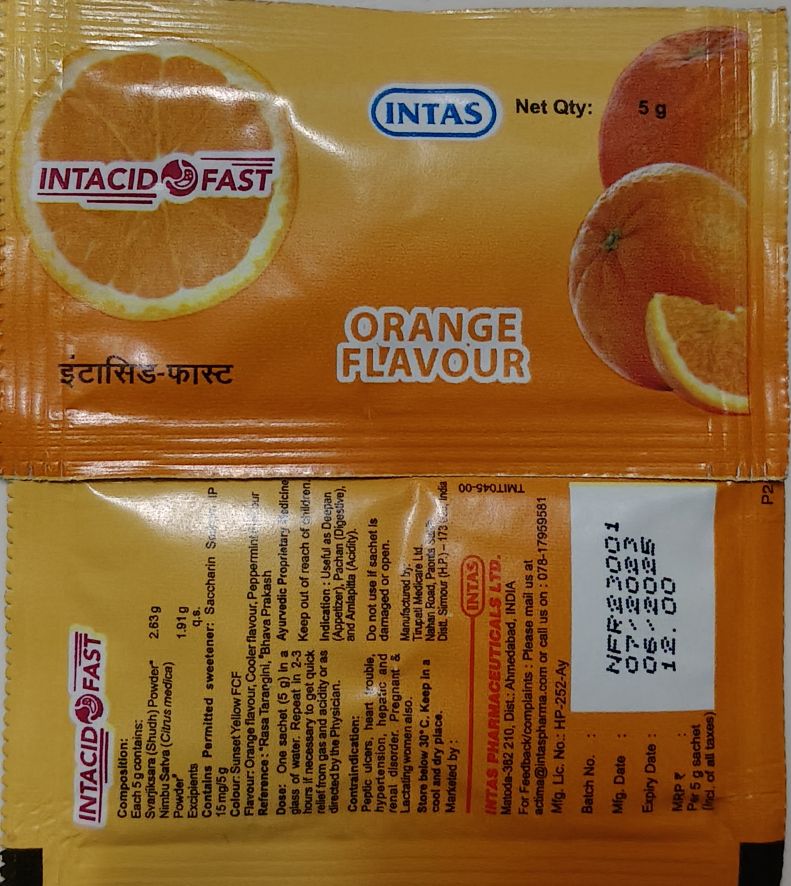 INTAS
Net Qty: 5 g
INTACID FAST
ORANGE
FLAVOUR
इंटासिड-फास्ट
INTACID FAST
Composition:
Each 5 g contains:
Svarjiksara (Shudh) Powder* 2.63 g
Nimbu Satva (Citrus medica) 1.91 g
Powder#
Excipients q.s.
Contains Permitted sweetener: Saccharin IP
15 mg/5 g
Colour: Sunset Yellow FCF
Flavour: Orange flavour, Cooler flavour, Peppermint
Reference : *Rasa Tarangini, #Bhava Prakash
Dose: One sachet (5 g) in a
glass of water. Repeat in 2-3
hours if necessary to get quick
relief from gas and acidity or as
directed by the Physician.
Contraindication:
Peptic ulcers, heart trouble,
hypertension, hepatic and
renal disorder. Pregnant &
Lactating women also.
Store below 30° C. Keep in a
cool and dry place.
Marketed by :
Ayurvedic Proprietary Medicine
Keep out of reach of children.
Indication : Useful as Deepan
(Appetizer), Pachan (Digestive),
and Amlapitta (Acidity).
Do not use if sachet is
damaged or open.
Manufactured by:
Tirupati Medicare Ltd.
Nahan Road, Paonta
Distt. Sirmour (H.P.) – 173 India
INTAS
INTAS PHARMACEUTICALS LTD.
Matoda-382 210, Dist.: Ahmedabad, INDIA
For Feedback/complaints : Please mail us at
actima@intaspharma.com or call us on : 078-17959581
Mfg. Lic. No.: HP-252-Ay
TMIT045-00
Batch No. : NFR23001
Mfg. Date : 07/2023
Expiry Date : 06/2025
MRP ₹ : 12.00
Per 5 g sachet
(Incl. of all taxes)
P2